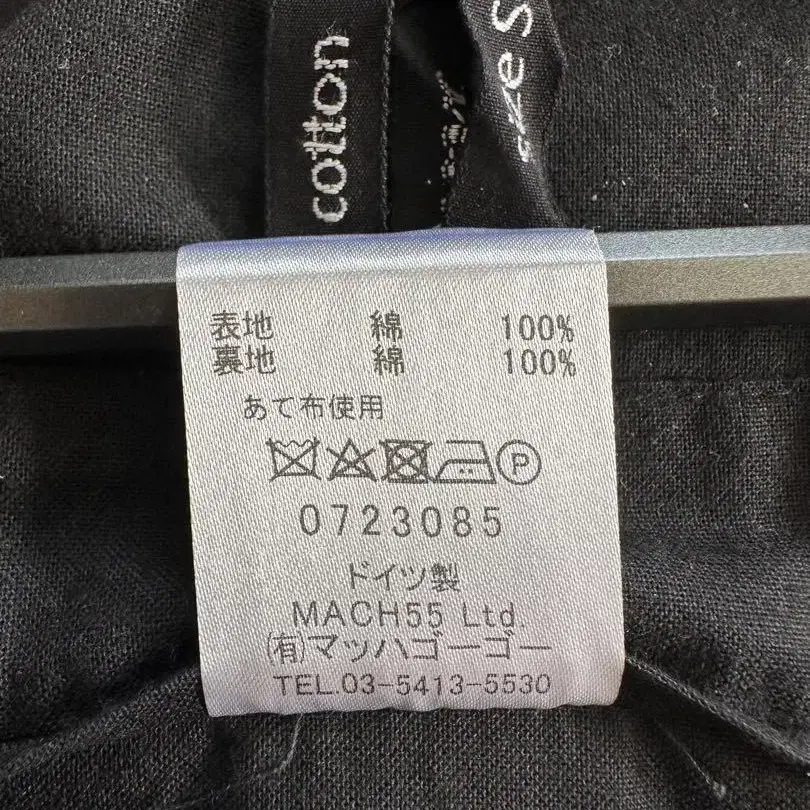 cotton
size S
表地 綿 100%
裏地 綿 100%
あて布使用
P
0723085
ドイツ製
MACH55 Ltd.
㈲マッハゴーゴー
TEL.03-5413-5530